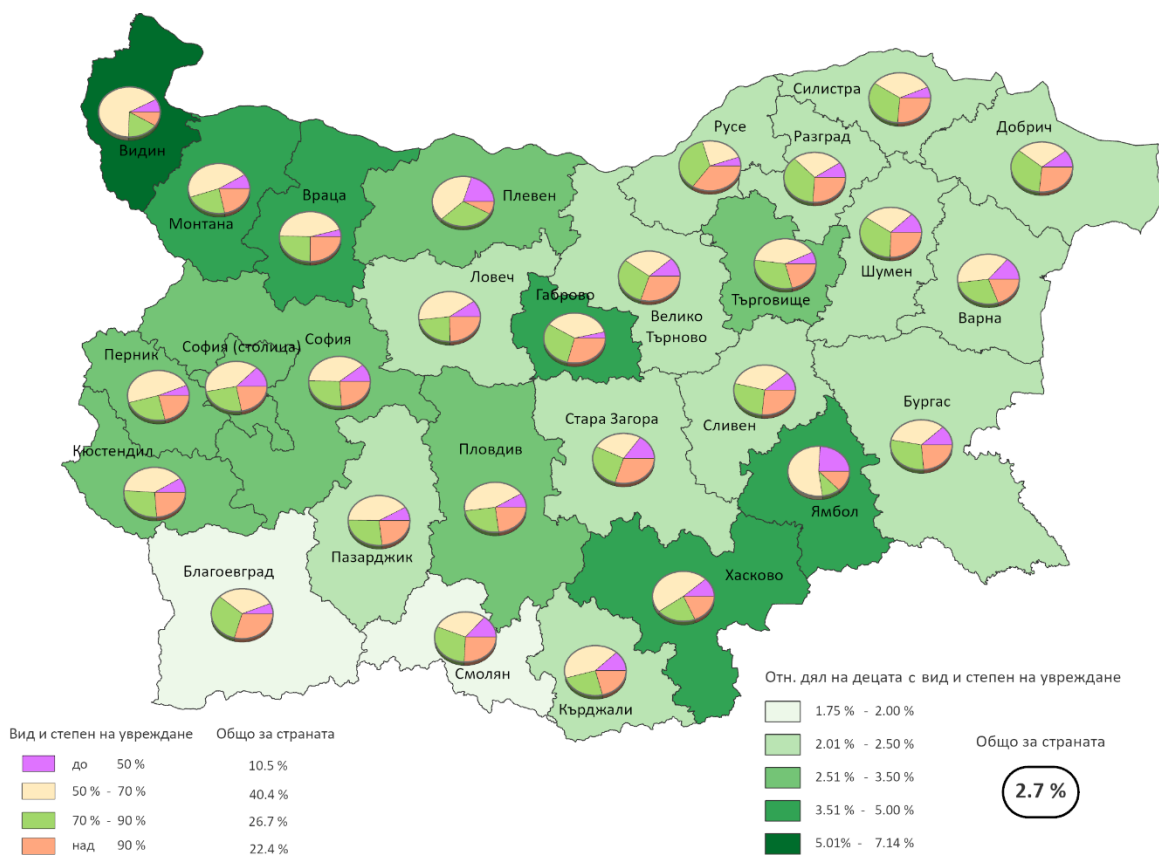 Силистра
Добрич
Русе
Разград
Видин
Враца
Плевен
Монтана
Шумен
Ловеч
Габрово
Търговище
Велико
Търново
Варна
Перник
София (столица)
София
Бургас
Стара Загора
Сливен
Кюстендил
Пловдив
Ямбол
Пазарджик
Благоевград
Хасково
Смолян
Кърджали
Отн. дял на децата с вид и степен на увреждане
1.75 % - 2.00 %
2.01 % - 2.50 %
2.51 % - 3.50 %
3.51 % - 5.00 %
5.01% - 7.14 %
Общо за страната
2.7 %
Вид и степен на увреждане Общо за страната
до 50 % 10.5 %
50 % - 70 % 40.4 %
70 % - 90 % 26.7 %
над 90 % 22.4 %